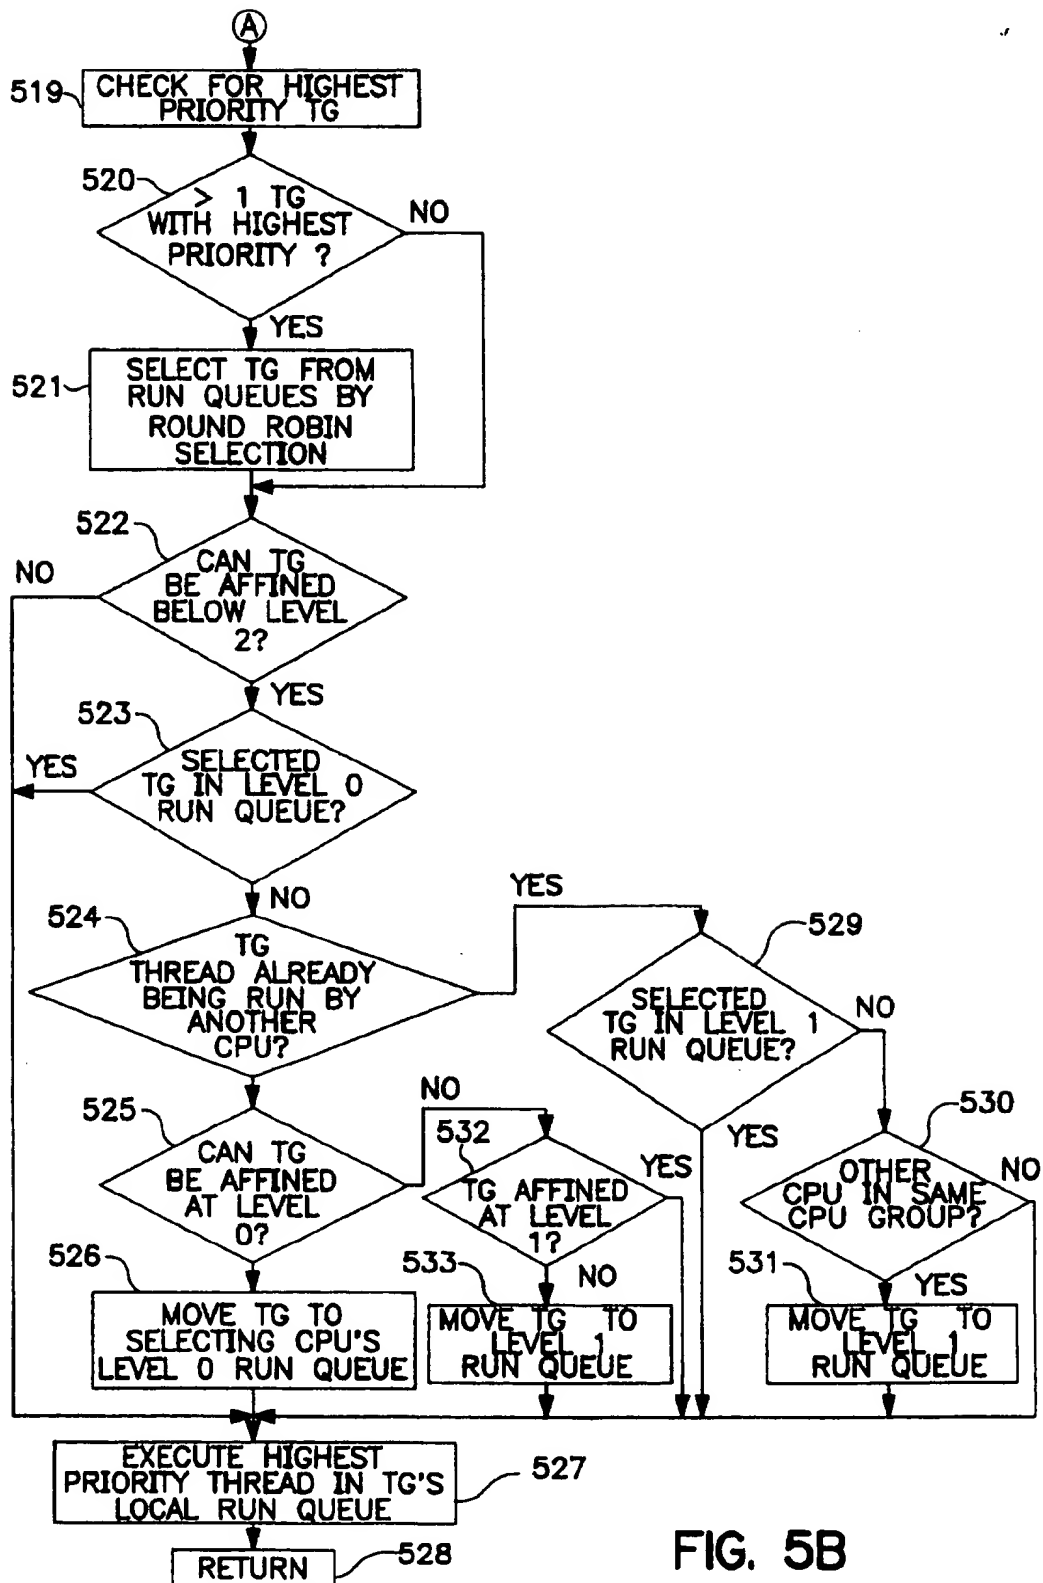 A
519
CHECK FOR HIGHEST
PRIORITY TG
520
> 1 TG
WITH HIGHEST
PRIORITY ?
NO
YES
521
SELECT TG FROM
RUN QUEUES BY
ROUND ROBIN
SELECTION
522
CAN TG
BE AFFINED
BELOW LEVEL
2?
NO
YES
523
SELECTED
TG IN LEVEL 0
RUN QUEUE?
YES
NO
524
TG
THREAD ALREADY
BEING RUN BY
ANOTHER
CPU?
YES
529
SELECTED
TG IN LEVEL 1
RUN QUEUE?
NO
YES
525
CAN TG
BE AFFINED
AT LEVEL
0?
NO
532
TG AFFINED
AT LEVEL
1?
YES
NO
530
OTHER
CPU IN SAME
CPU GROUP?
NO
YES
526
MOVE TG TO
SELECTING CPU'S
LEVEL 0 RUN QUEUE
533
MOVE TG TO
LEVEL 1
RUN QUEUE
531
MOVE TG TO
LEVEL 1
RUN QUEUE
EXECUTE HIGHEST
PRIORITY THREAD IN TG'S
LOCAL RUN QUEUE
527
RETURN
528
FIG. 5B